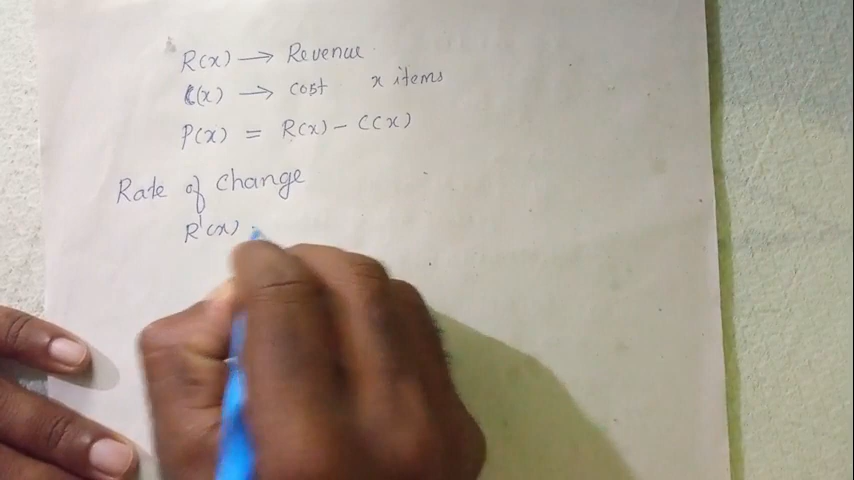 R(x) → Revenue
C(x) → cost x items
P(x) = R(x) - C(x)
Rate of change
R'(x)